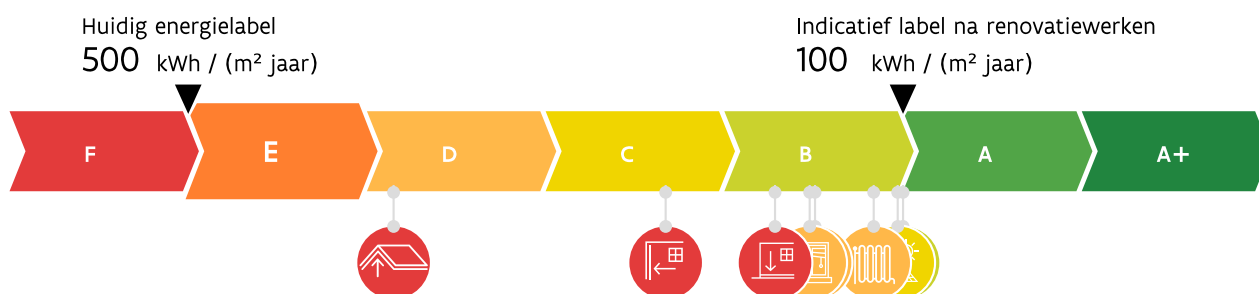 Huidig energielabel
500 kWh / (m² jaar)
Indicatief label na renovatiewerken
100 kWh / (m² jaar)
F E D C B A A+